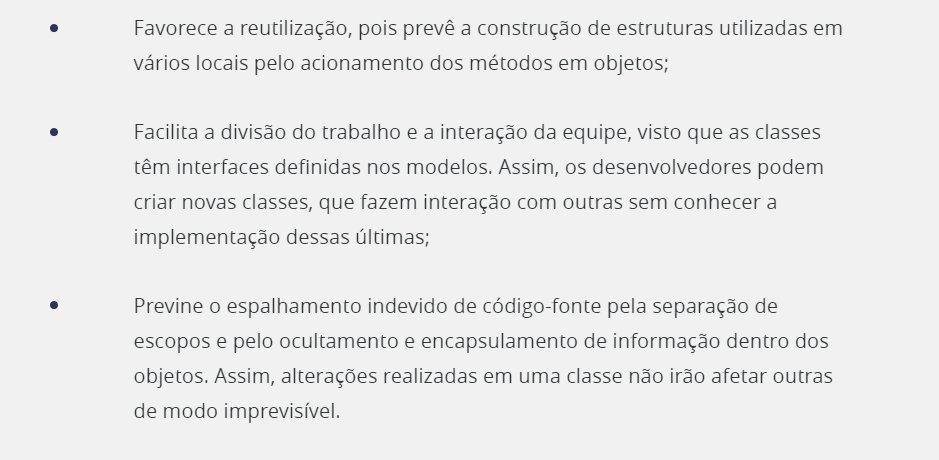 Favorece a reutilização, pois prevê a construção de estruturas utilizadas em
vários locais pelo acionamento dos métodos em objetos;
Facilita a divisão do trabalho e a interação da equipe, visto que as classes
têm interfaces definidas nos modelos. Assim, os desenvolvedores podem
criar novas classes, que fazem interação com outras sem conhecer a
implementação dessas últimas;
Previne o espalhamento indevido de código-fonte pela separação de
escopos e pelo ocultamento e encapsulamento de informação dentro dos
objetos. Assim, alterações realizadas em uma classe não irão afetar outras
de modo imprevisível.